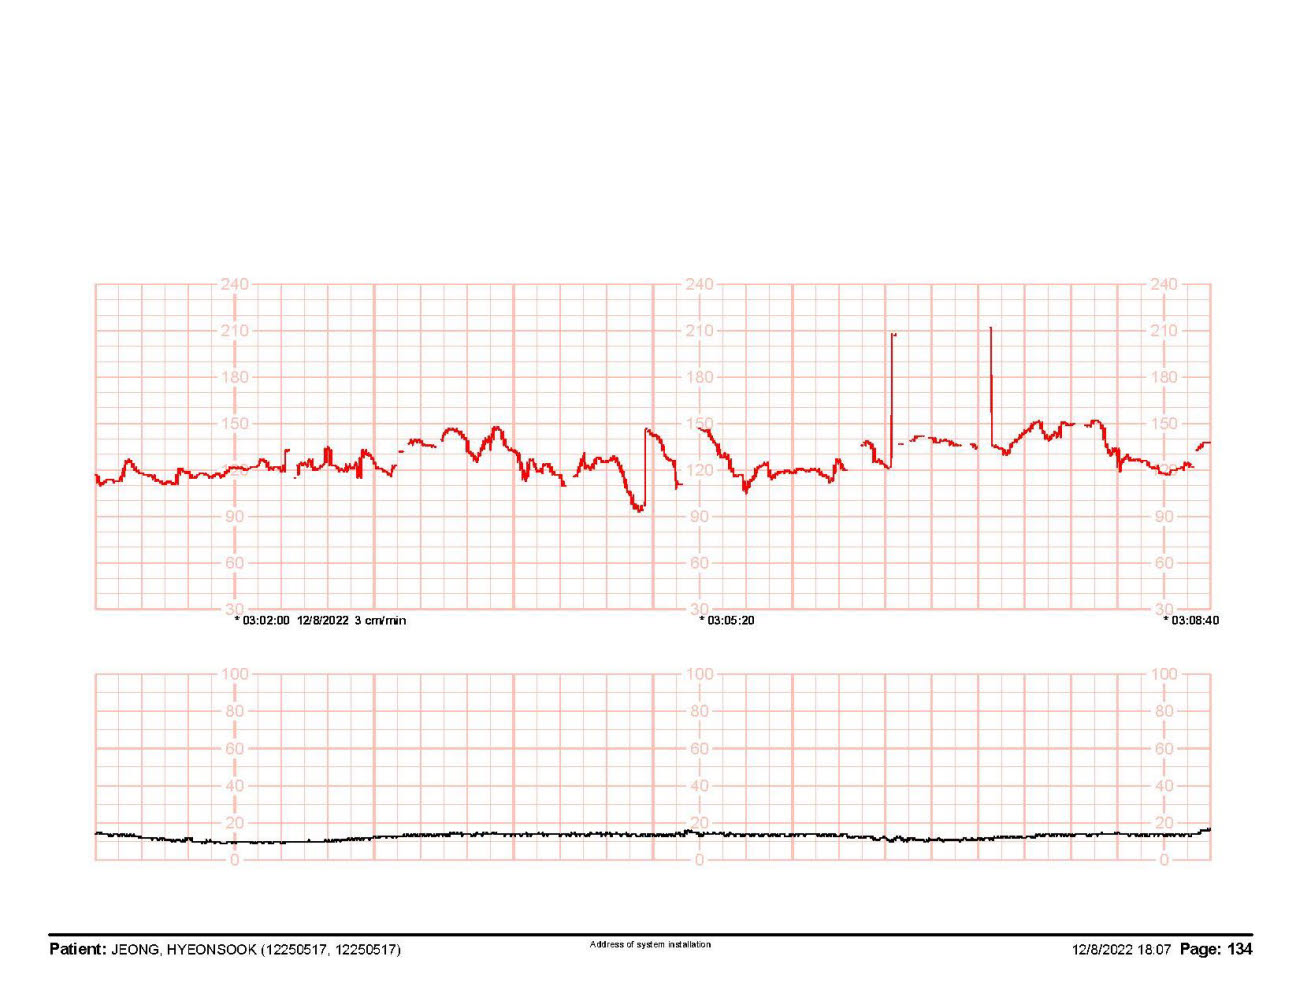 240 240 240
210 210 210
180 180 180
150 150 150
120 120 120
90 90 90
60 60 60
30 30 30
* 03:02:00 12/8/2022 3 cm/min * 03:05:20 * 03:08:40
100 100 100
80 80 80
60 60 60
40 40 40
20 20 20
0 0 0
Patient: JEONG, HYEONSOOK (12250517, 12250517) Address of system installation 12/8/2022 18:07 Page: 134